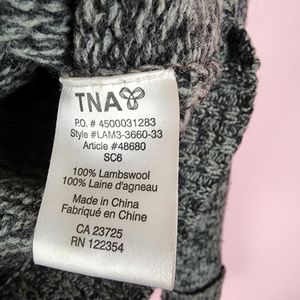 TNA
P.O. # 4500031283
Style #LAM3-3660-33
Article #48680
SC6
100% Lambswool
100% Laine d'agneau
Made in China
Fabriqué en Chine
CA 23725
RN 122354